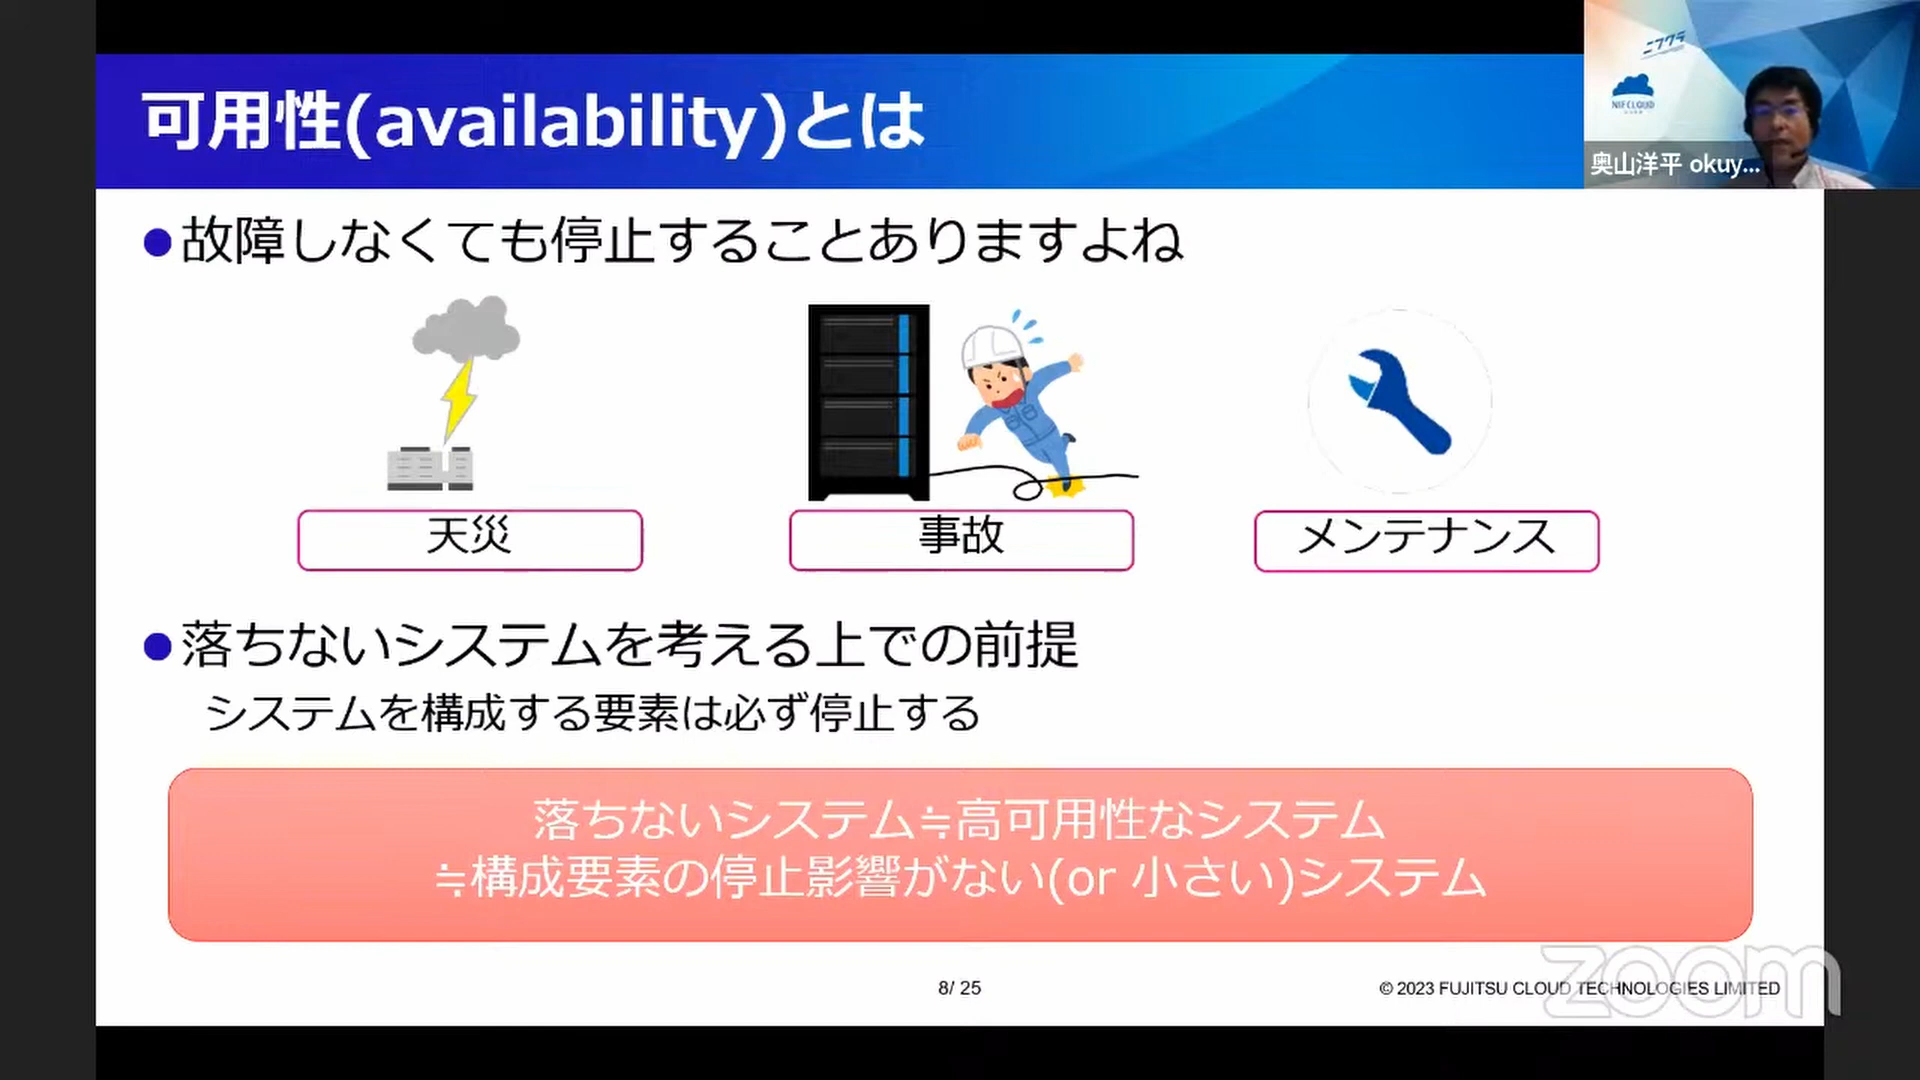 可用性(availability)とは
ニフクラ
NIFCLOUD
奥山洋平 okuy...
●故障しなくても停止することありますよね
天災
事故
メンテナンス
●落ちないシステムを考える上での前提
システムを構成する要素は必ず停止する
落ちないシステム≒高可用性なシステム
≒構成要素の停止影響がない(or 小さい)システム
8/ 25
© 2023 FUJITSU CLOUD TECHNOLOGIES LIMITED
zoom